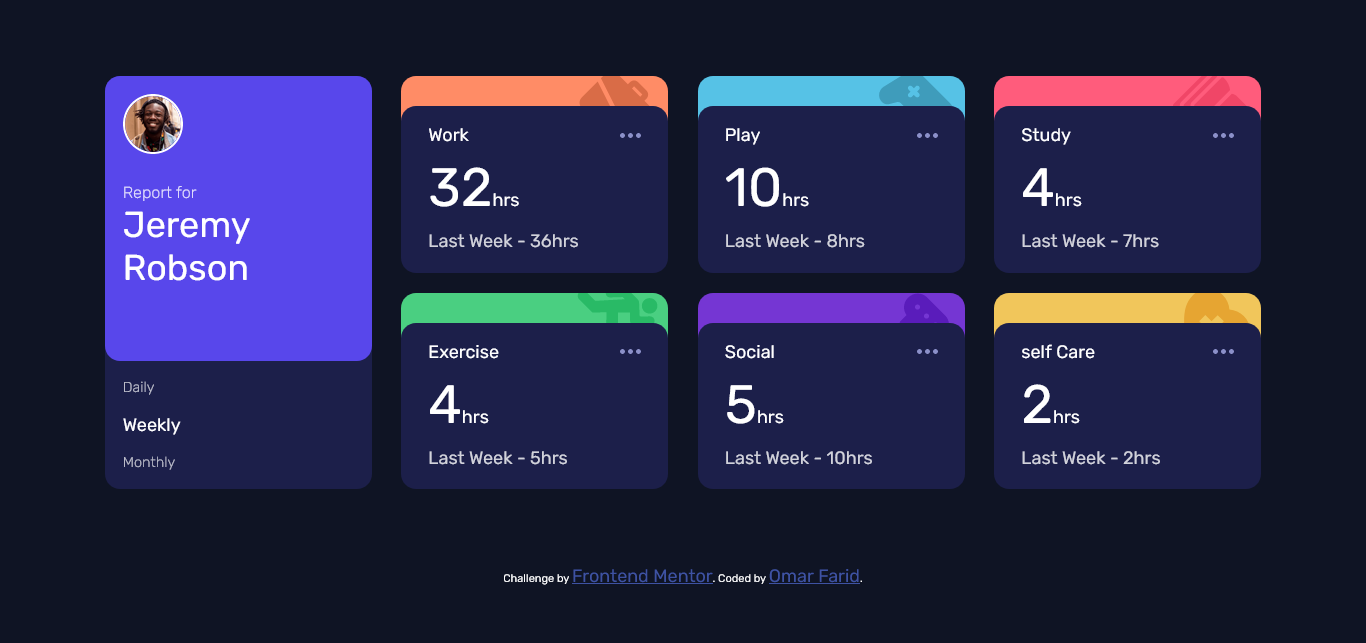 Report for
Jeremy
Robson
Daily
Weekly
Monthly
Work
32hrs
Last Week - 36hrs
Play
10hrs
Last Week - 8hrs
Study
4hrs
Last Week - 7hrs
Exercise
4hrs
Last Week - 5hrs
Social
5hrs
Last Week - 10hrs
self Care
2hrs
Last Week - 2hrs
Challenge by Frontend Mentor. Coded by Omar Farid.